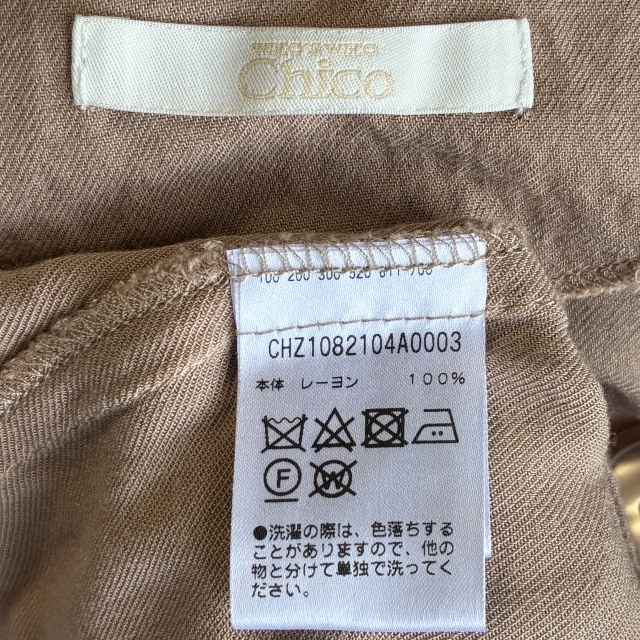 WHO'S WHO
Chico
CHZ1082104A0003
本体 レーヨン 100%
F
W
●洗濯の際は、色落ちする
ことがありますので、他の
物と分けて単独で洗ってく
ださい。